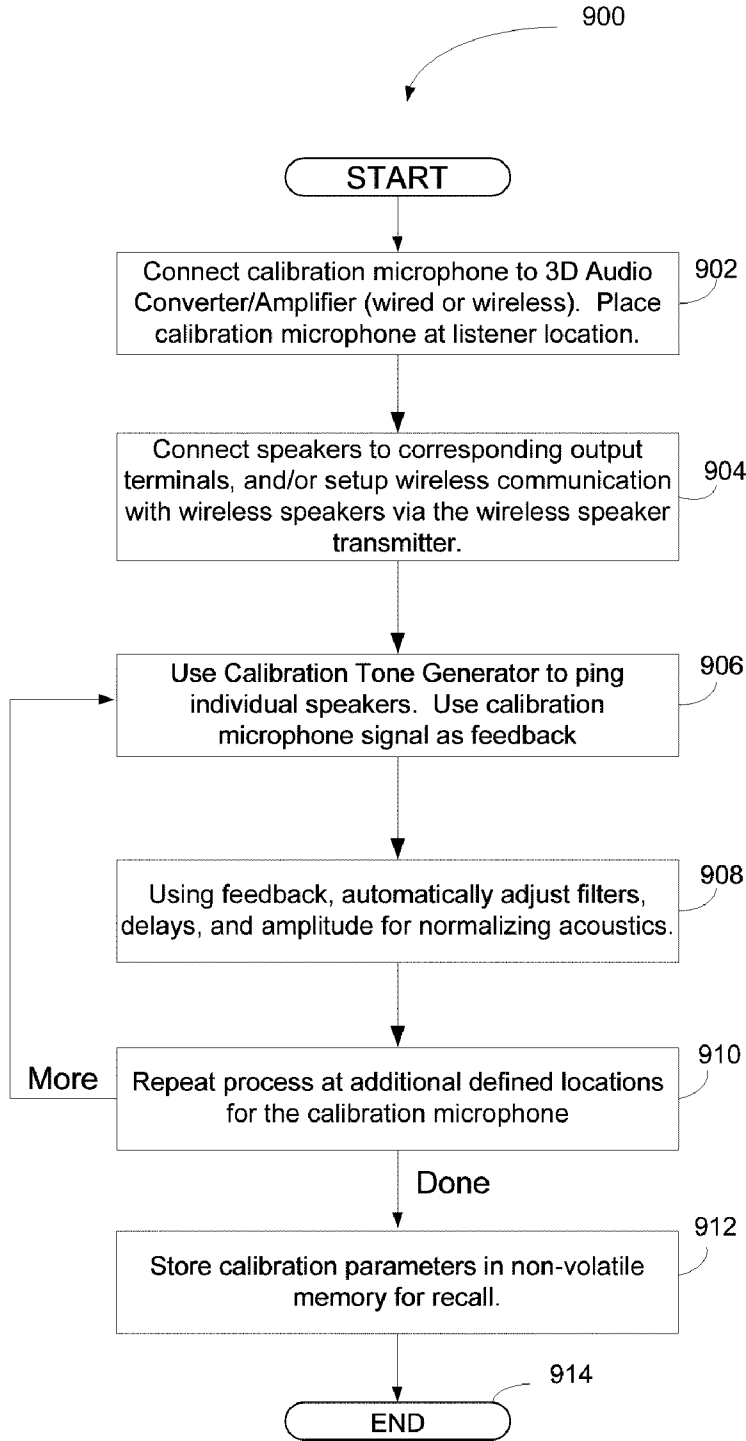 900
START
902
Connect calibration microphone to 3D Audio
Converter/Amplifier (wired or wireless).  Place
calibration microphone at listener location.
904
Connect speakers to corresponding output
terminals, and/or setup wireless communication
with wireless speakers via the wireless speaker
transmitter.
906
Use Calibration Tone Generator to ping
individual speakers.  Use calibration
microphone signal as feedback
908
Using feedback, automatically adjust filters,
delays, and amplitude for normalizing acoustics.
910
More
Repeat process at additional defined locations
for the calibration microphone
Done
912
Store calibration parameters in non-volatile
memory for recall.
914
END